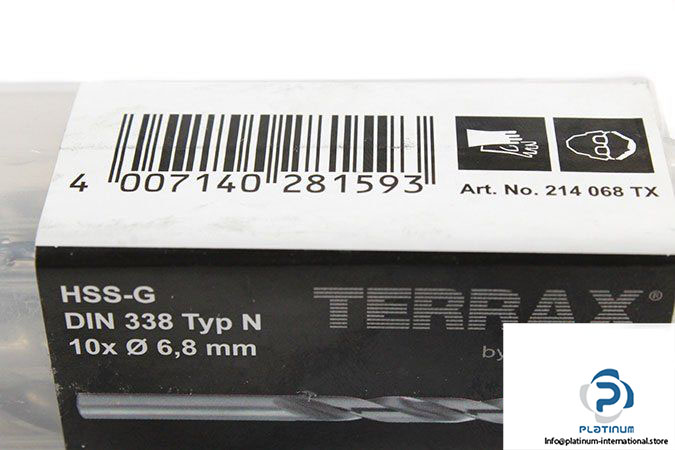 4 007140 281593
Art. No. 214 068 TX
HSS-G
DIN 338 Typ N
10x Ø 6,8 mm
TERRAX®
by
PLATINUM
Info@platinum-international.store